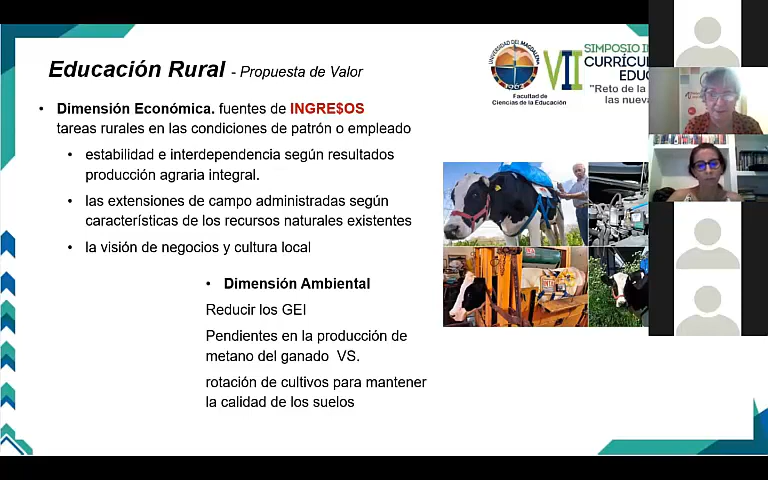 Educación Rural - Propuesta de Valor
UNIVERSIDAD DEL MAGDALENA
Facultad de
Ciencias de la Educación
VII
SIMPOSIO
CURRÍCUL
EDU
"Reto de la
las nueva
• Dimensión Económica. fuentes de INGRE$OS
tareas rurales en las condiciones de patrón o empleado
• estabilidad e interdependencia según resultados
producción agraria integral.
• las extensiones de campo administradas según
características de los recursos naturales existentes
• la visión de negocios y cultura local
• Dimensión Ambiental
Reducir los GEI
Pendientes en la producción de
metano del ganado VS.
rotación de cultivos para mantener
la calidad de los suelos